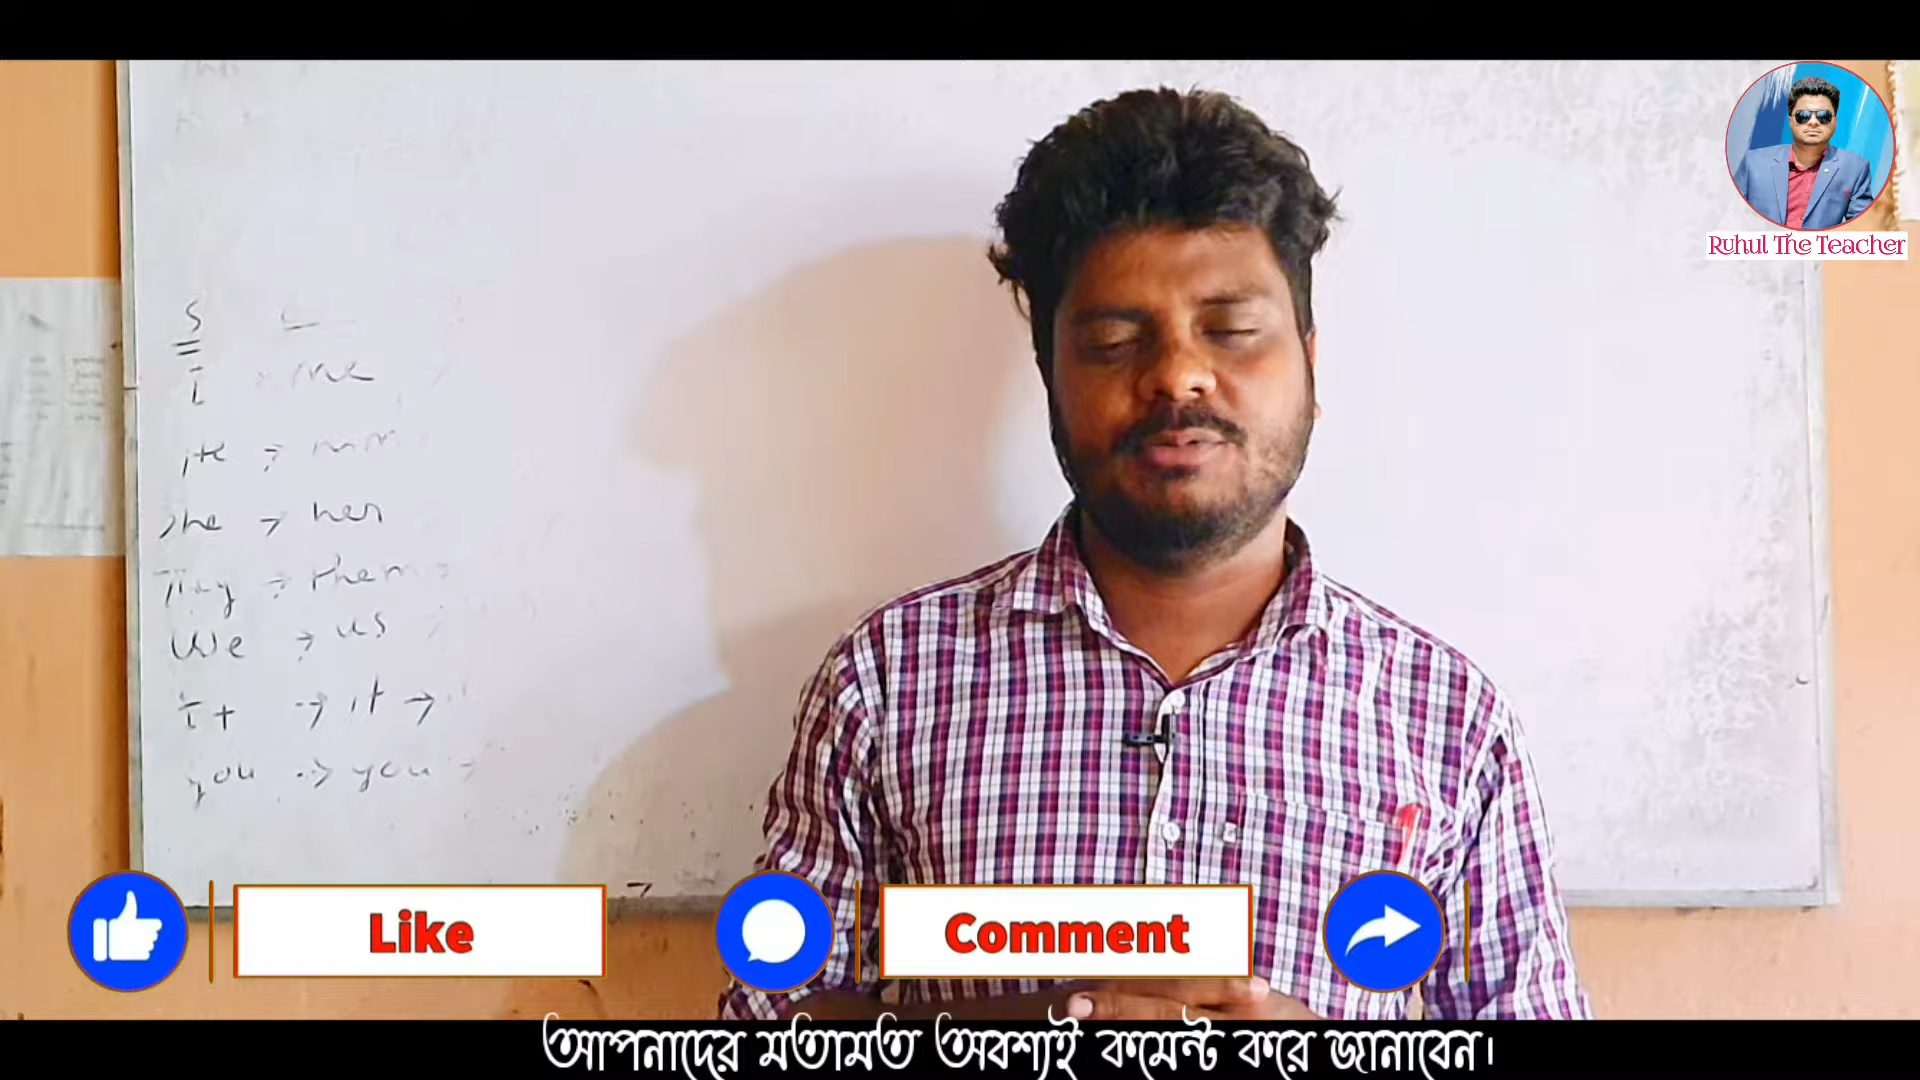 Ruhul The Teacher
S
I me
He →
she → her
They → them
We → us
It → it →
you → you →
Like
Comment
আপনাদের মতামত অবশ্যই কমেন্ট করে জানাবেন।